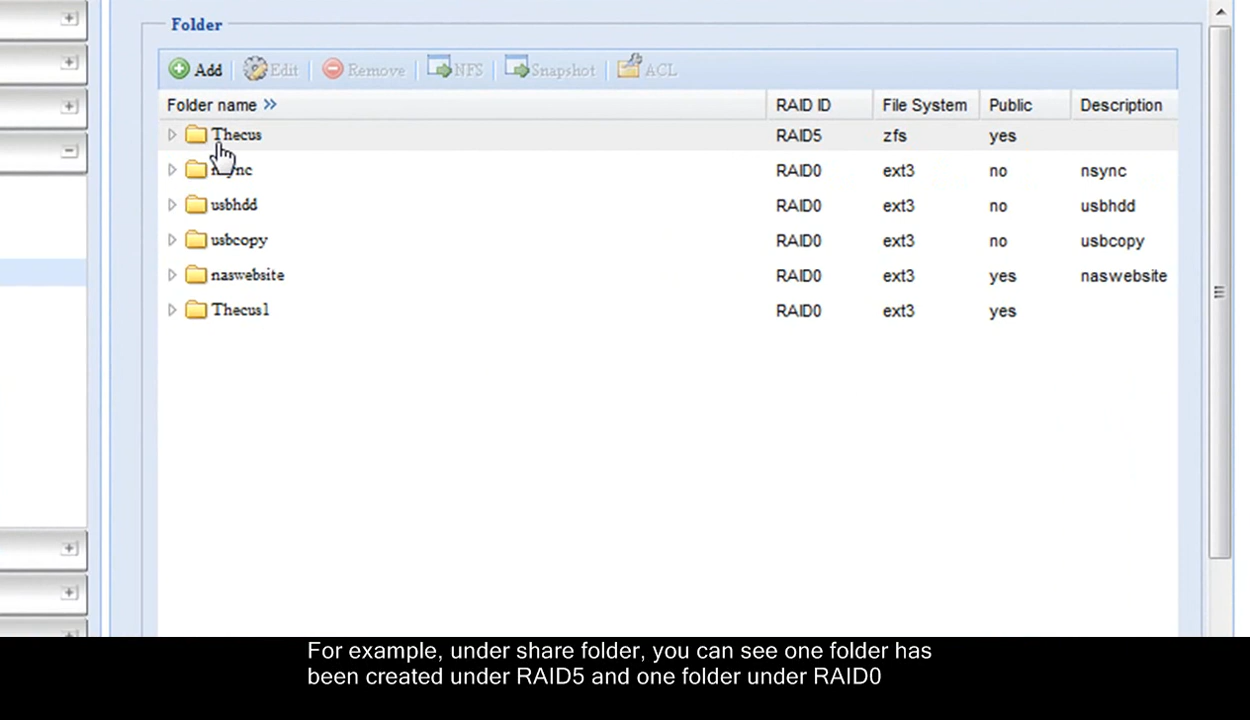 Folder
Add Edit Remove NFS Snapshot ACL
Folder name RAID ID File System Public Description
Thecus RAID5 zfs yes
nsync RAID0 ext3 no nsync
usbhdd RAID0 ext3 no usbhdd
usbcopy RAID0 ext3 no usbcopy
naswebsite RAID0 ext3 yes naswebsite
Thecus1 RAID0 ext3 yes
For example, under share folder, you can see one folder has
been created under RAID5 and one folder under RAID0